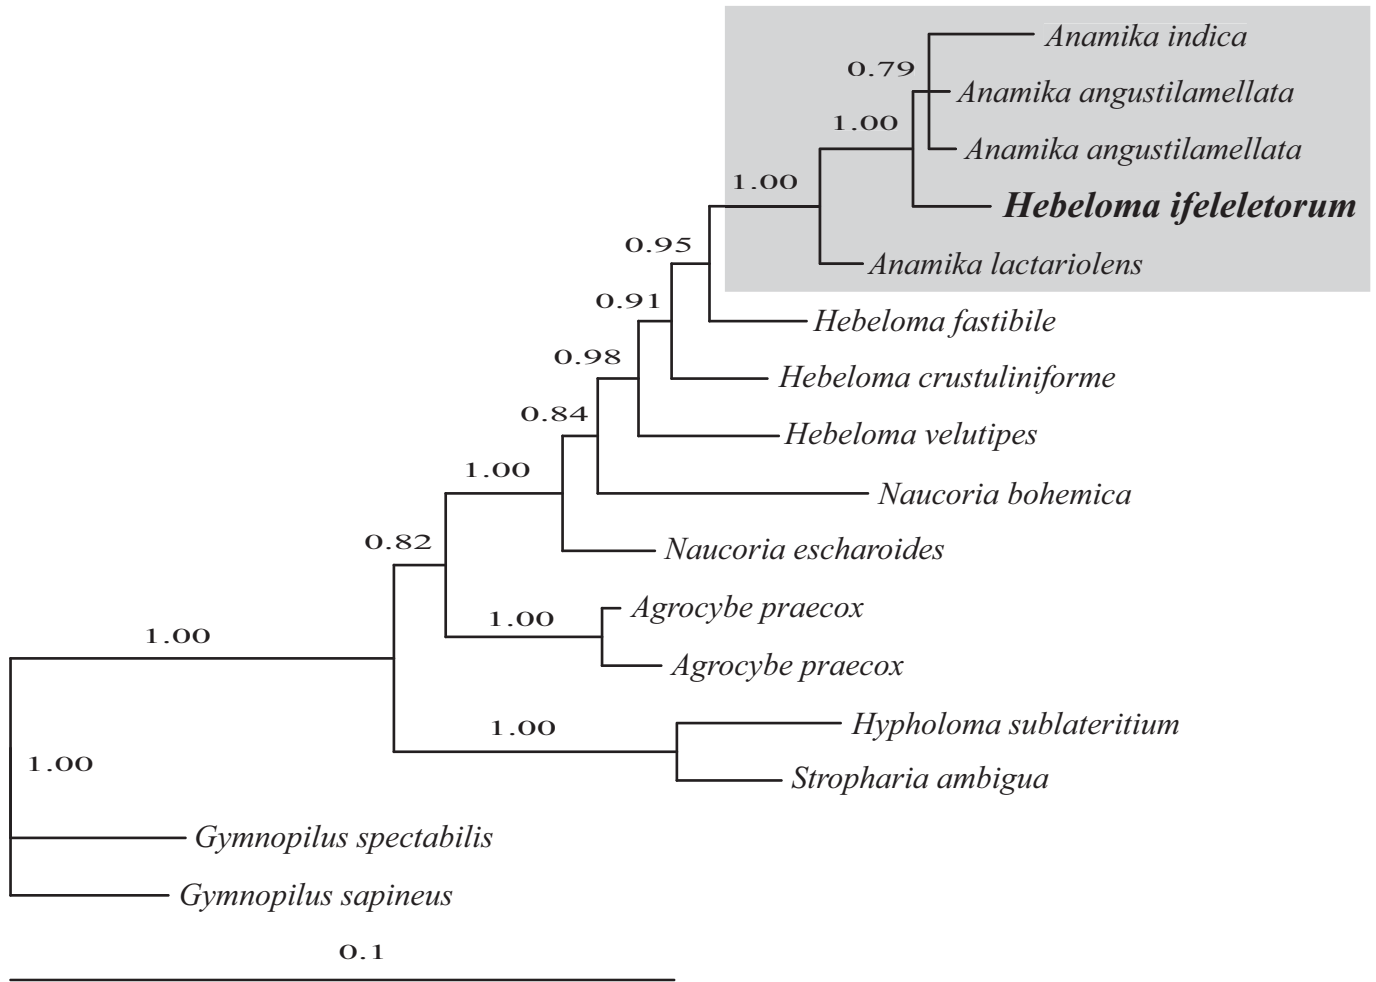 Anamika indica
0.79
Anamika angustilamellata
1.00
Anamika angustilamellata
1.00
Hebeloma ifeleletorum
0.95
Anamika lactariolens
0.91
Hebeloma fastibile
0.98
Hebeloma crustuliniforme
0.84
Hebeloma velutipes
1.00
Naucoria bohemica
0.82
Naucoria escharoides
1.00
Agrocybe praecox
1.00
Agrocybe praecox
1.00
Hypholoma sublateritium
1.00
Stropharia ambigua
Gymnopilus spectabilis
Gymnopilus sapineus
0.1